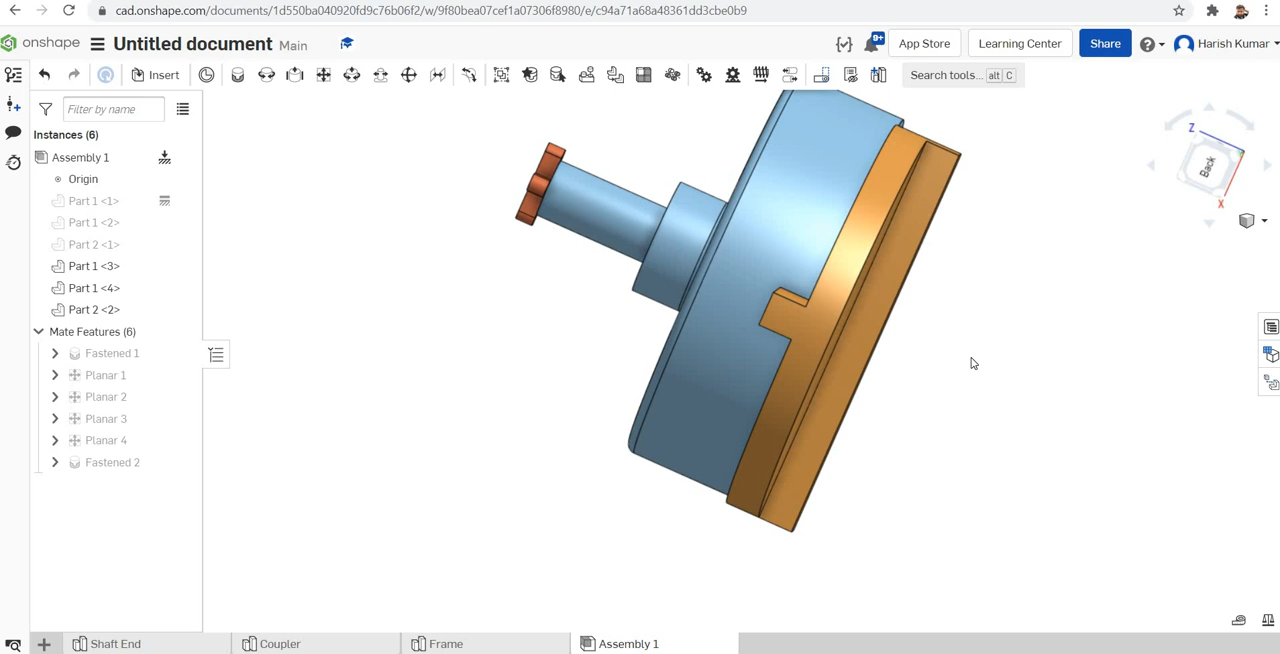 cad.onshape.com/documents/1d550ba040920fd9c76b06f2/w/9f80bea07cef1a07306f8980/e/c94a71a68a48361dd3cbe0b9
onshape Untitled document Main 9+ App Store Learning Center Share Harish Kumar
Insert Search tools... alt C
Filter by name
Instances (6)
Assembly 1
Origin
Part 1 <1>
Part 1 <2>
Part 2 <1>
Part 1 <3>
Part 1 <4>
Part 2 <2>
Mate Features (6)
Fastened 1
Planar 1
Planar 2
Planar 3
Planar 4
Fastened 2
Z
Back
X
Shaft End Coupler Frame Assembly 1